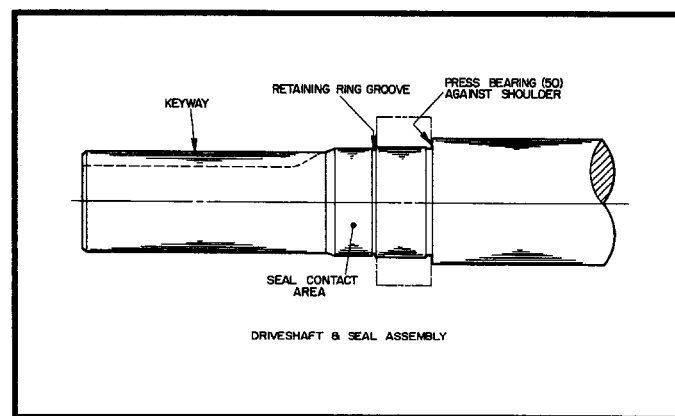 PRESS BEARING (50)
AGAINST SHOULDER
RETAINING RING GROOVE
KEYWAY
SEAL CONTACT
AREA
DRIVESHAFT & SEAL ASSEMBLY